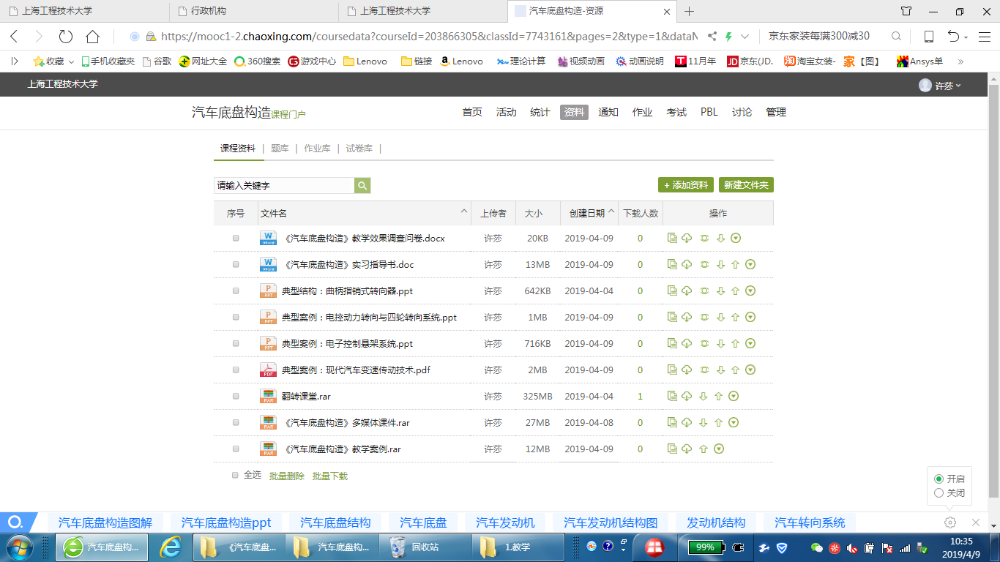 上海工程技术大学 行政机构 上海工程技术大学 汽车底盘构造-资源
https://mooc1-2.chaoxing.com/coursedata?courseId=203866305&classId=7743161&pages=2&type=1&dataN 京东家装每满300减30
收藏 手机收藏夹 谷歌 网址大全 360搜索 游戏中心 Lenovo 链接 Lenovo 理论计算 视频动画 动画说明 11月年 京东(JD. 淘宝女装- 【图】 Ansys单
上海工程技术大学 许莎
汽车底盘构造课程门户 首页 活动 统计 资料 通知 作业 考试 PBL 讨论 管理
课程资料 | 题库 | 作业库 | 试卷库 |
请输入关键字 + 添加资料 新建文件夹
序号 文件名 上传者 大小 创建日期 下载人数 操作
《汽车底盘构造》教学效果调查问卷.docx 许莎 20KB 2019-04-09 0
《汽车底盘构造》实习指导书.doc 许莎 13MB 2019-04-09 0
典型结构：曲柄指销式转向器.ppt 许莎 642KB 2019-04-04 0
典型案例：电控动力转向与四轮转向系统.ppt 许莎 1MB 2019-04-09 0
典型案例：电子控制悬架系统.ppt 许莎 716KB 2019-04-09 0
典型案例：现代汽车变速传动技术.pdf 许莎 2MB 2019-04-09 0
翻转课堂.rar 许莎 325MB 2019-04-04 1
《汽车底盘构造》多媒体课件.rar 许莎 27MB 2019-04-08 0
《汽车底盘构造》教学案例.rar 许莎 12MB 2019-04-09 0
全选 批量删除 批量下载
开启
关闭
汽车底盘构造图解 汽车底盘构造ppt 汽车底盘结构 汽车底盘 汽车发动机 汽车发动机结构图 发动机结构 汽车转向系统
汽车底盘构... 《汽车底盘... 汽车底盘构... 回收站 1.教学 99% 10:35
2019/4/9